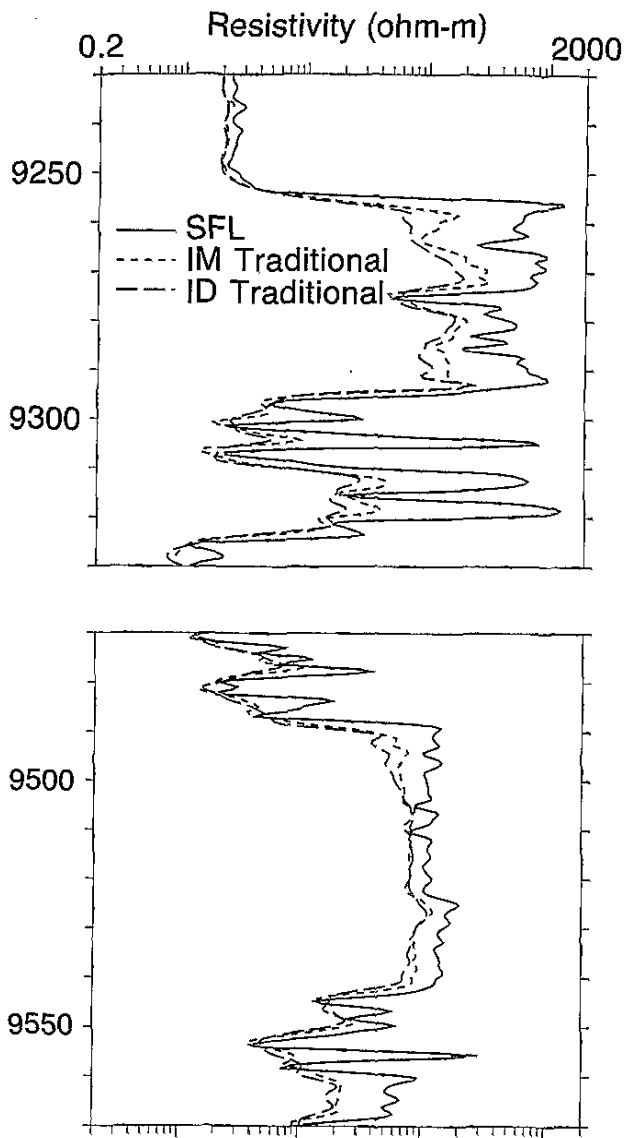 Resistivity (ohm-m)
0.2 2000
9250
SFL
IM Traditional
ID Traditional
9300
9500
9550